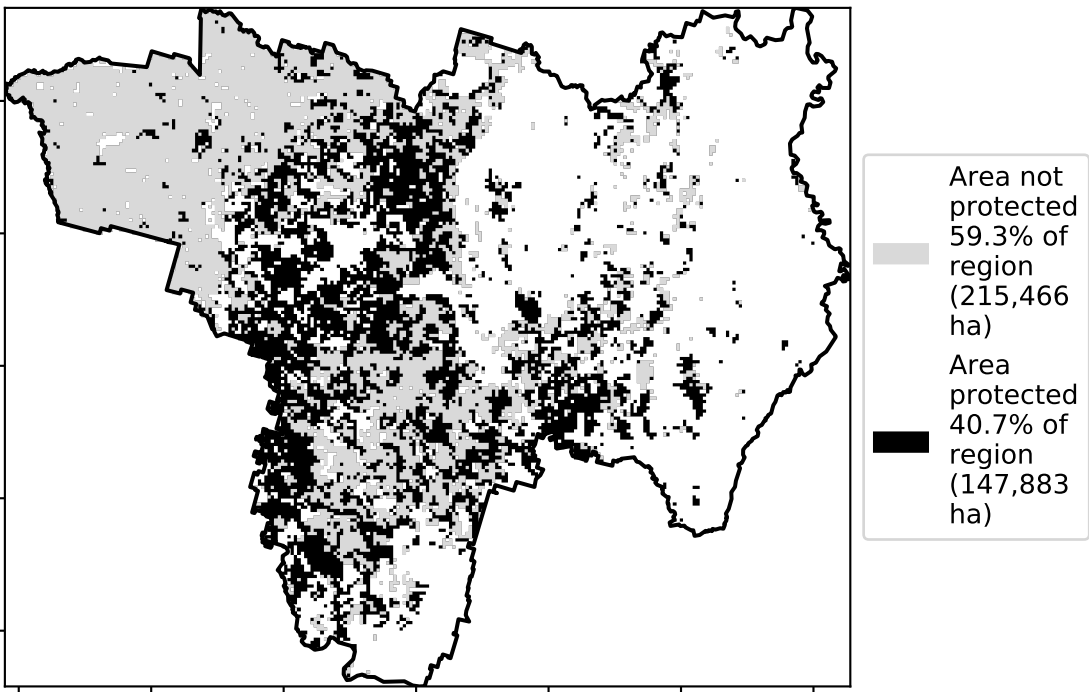 Area not
protected
59.3% of
region
(215,466
ha)
Area
protected
40.7% of
region
(147,883
ha)